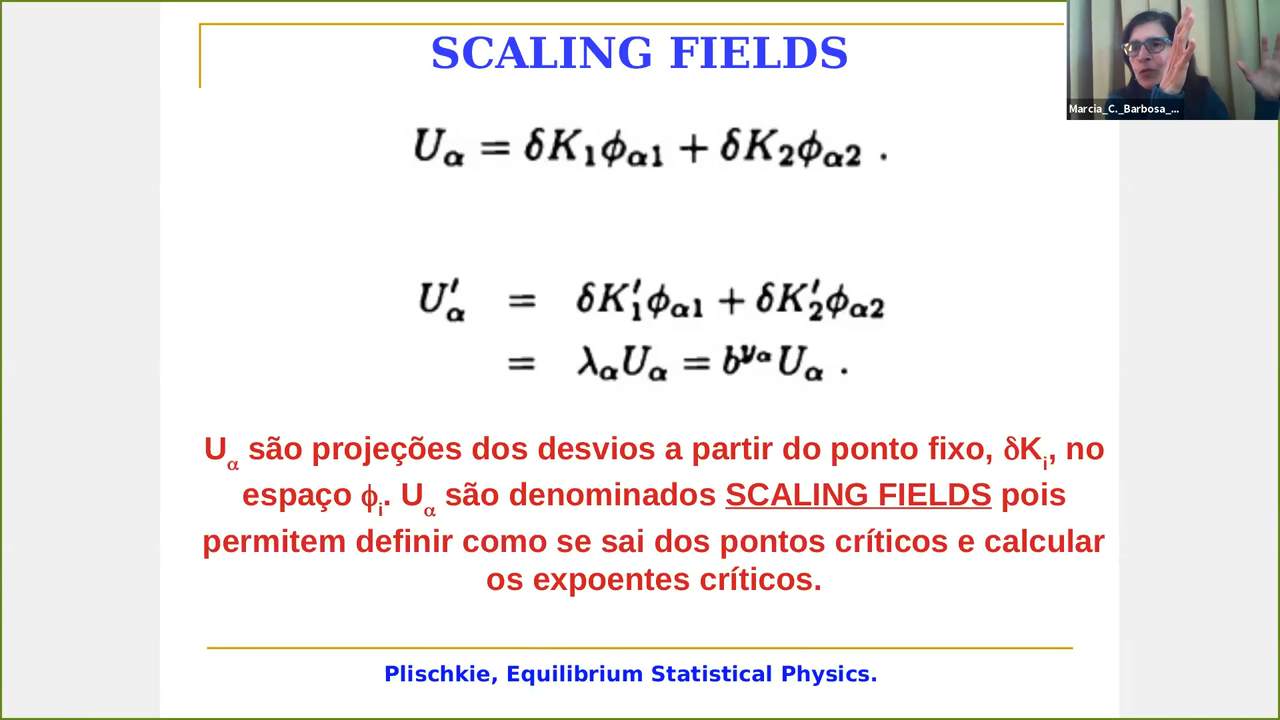 SCALING FIELDS
Marcia_C._Barbosa_...
U_α = δK_1ϕ_α1 + δK_2ϕ_α2 .
U'_α = δK'_1ϕ_α1 + δK'_2ϕ_α2
= λ_αU_α = b^{y_α}U_α .
U_α são projeções dos desvios a partir do ponto fixo, δK_i, no
espaço ϕ_i. U_α são denominados SCALING FIELDS pois
permitem definir como se sai dos pontos críticos e calcular
os expoentes críticos.
Plischkie, Equilibrium Statistical Physics.